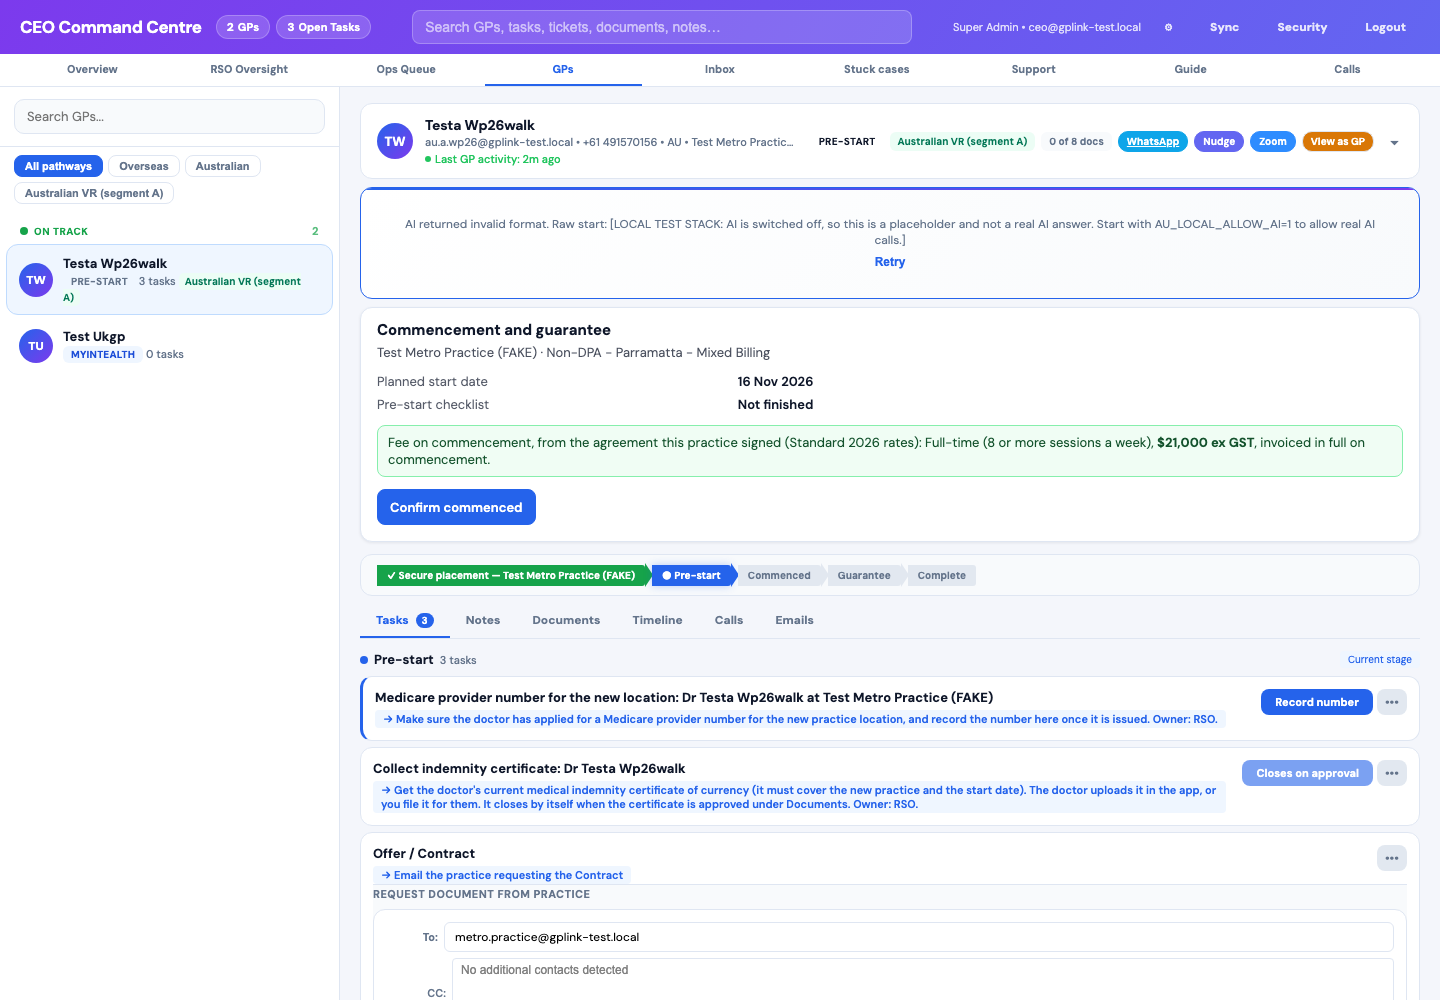 CEO Command Centre
2 GPs
3 Open Tasks
Search GPs, tasks, tickets, documents, notes…
Super Admin • ceo@gplink-test.local
Sync
Security
Logout
Overview
RSO Oversight
Ops Queue
GPs
Inbox
Stuck cases
Support
Guide
Calls
Search GPs…
All pathways
Overseas
Australian
Australian VR (segment A)
ON TRACK
2
TW
Testa Wp26walk
PRE-START 3 tasks Australian VR (segment
A)
TU
Test Ukgp
MYINTEALTH 0 tasks
TW
Testa Wp26walk
au.a.wp26@gplink-test.local • +61 491570156 • AU • Test Metro Practic...
Last GP activity: 2m ago
PRE-START
Australian VR (segment A)
0 of 8 docs
WhatsApp
Nudge
Zoom
View as GP
AI returned invalid format. Raw start: [LOCAL TEST STACK: AI is switched off, so this is a placeholder and not a real AI answer. Start with AU_LOCAL_ALLOW_AI=1 to allow real AI
calls.]
Retry
Commencement and guarantee
Test Metro Practice (FAKE) · Non-DPA - Parramatta - Mixed Billing
Planned start date 16 Nov 2026
Pre-start checklist Not finished
Fee on commencement, from the agreement this practice signed (Standard 2026 rates): Full-time (8 or more sessions a week), $21,000 ex GST, invoiced in full on
commencement.
Confirm commenced
✓ Secure placement — Test Metro Practice (FAKE)
Pre-start
Commenced
Guarantee
Complete
Tasks 3
Notes
Documents
Timeline
Calls
Emails
Pre-start 3 tasks
Current stage
Medicare provider number for the new location: Dr Testa Wp26walk at Test Metro Practice (FAKE)
→ Make sure the doctor has applied for a Medicare provider number for the new practice location, and record the number here once it is issued. Owner: RSO.
Record number
Collect indemnity certificate: Dr Testa Wp26walk
→ Get the doctor's current medical indemnity certificate of currency (it must cover the new practice and the start date). The doctor uploads it in the app, or
you file it for them. It closes by itself when the certificate is approved under Documents. Owner: RSO.
Closes on approval
Offer / Contract
→ Email the practice requesting the Contract
REQUEST DOCUMENT FROM PRACTICE
To: metro.practice@gplink-test.local
No additional contacts detected
CC: